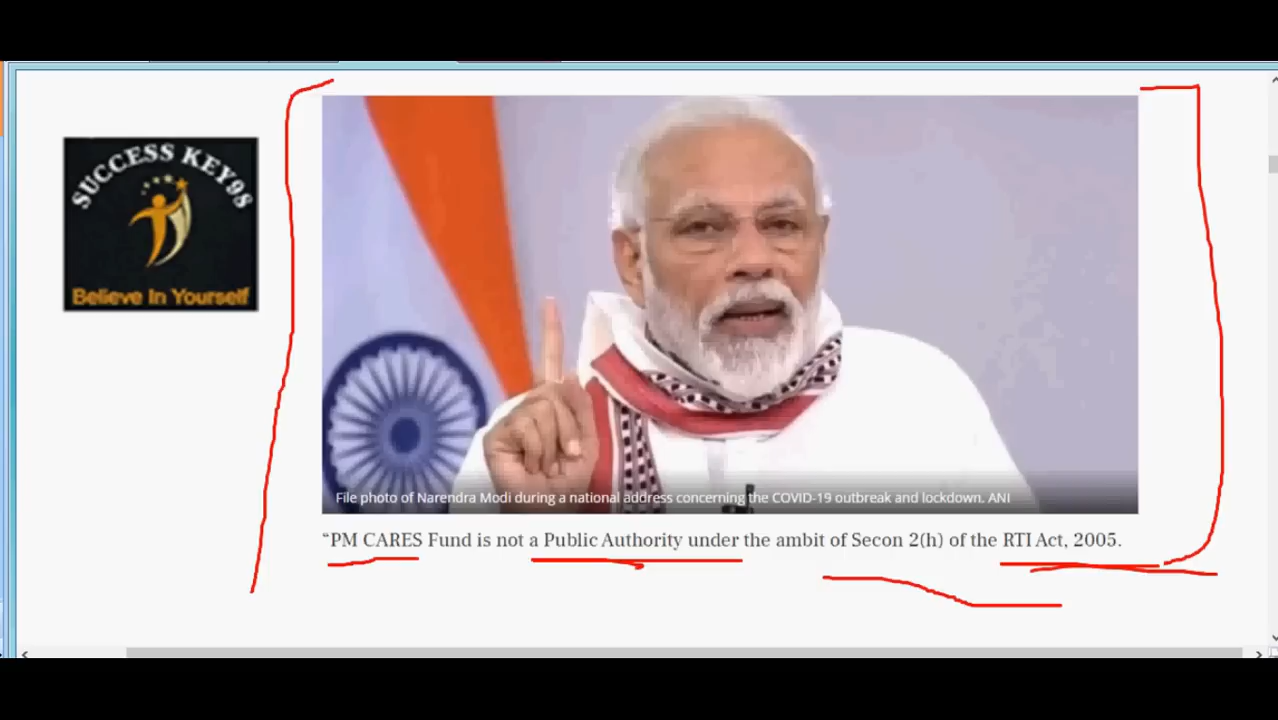 SUCCESS KEY98
Believe In Yourself
File photo of Narendra Modi during a national address concerning the COVID-19 outbreak and lockdown. ANI
“PM CARES Fund is not a Public Authority under the ambit of Secon 2(h) of the RTI Act, 2005.